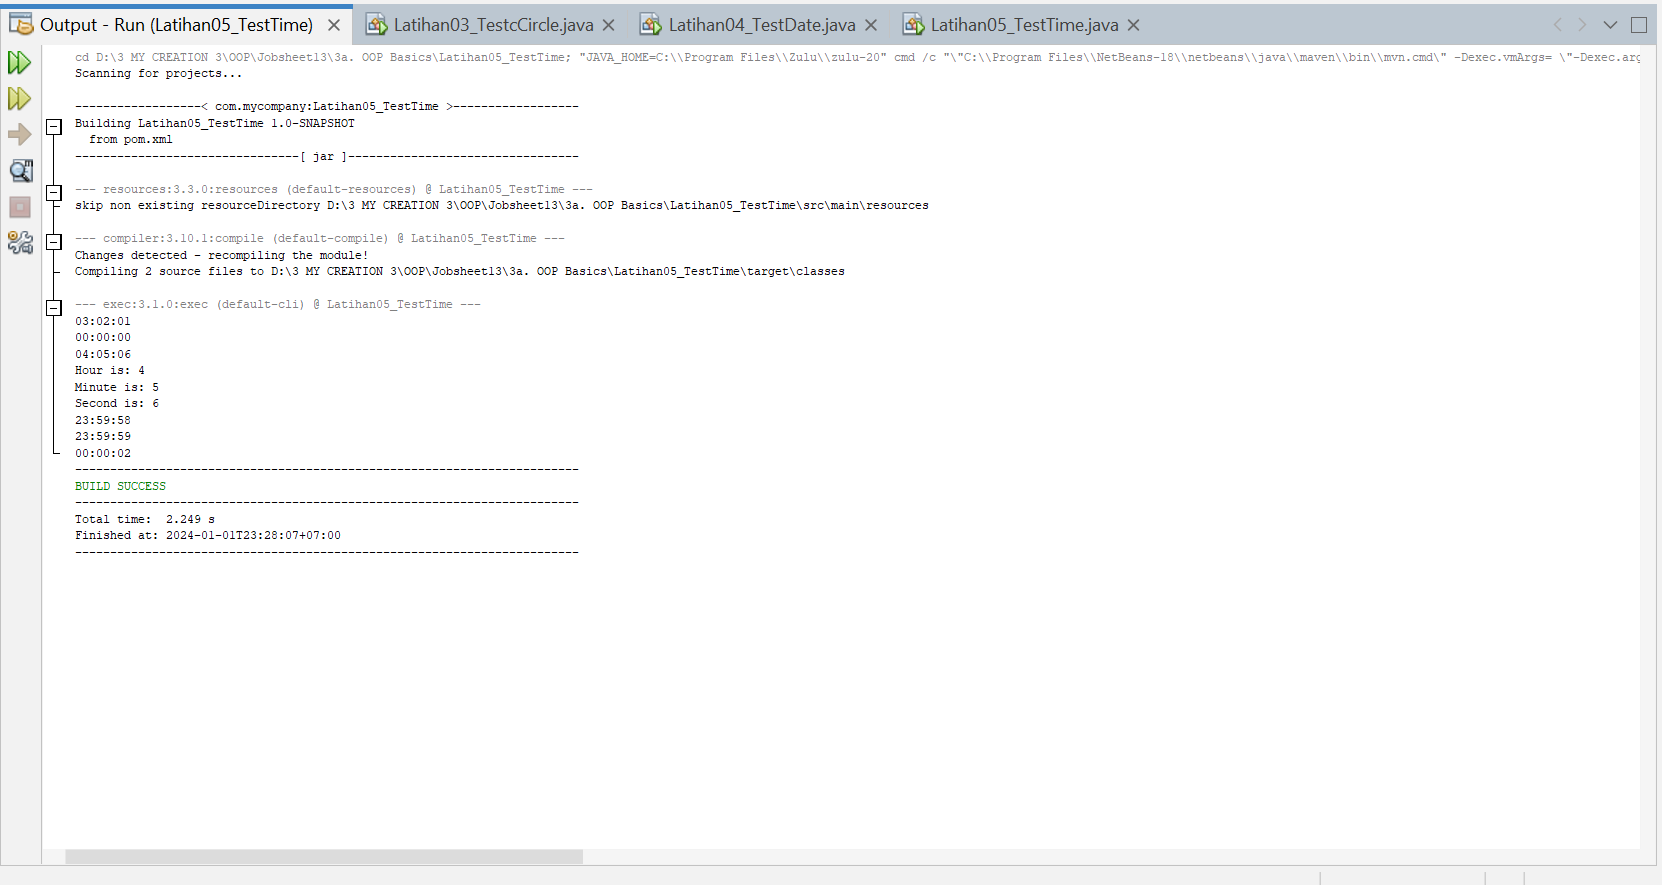 Output - Run (Latihan05_TestTime)
Latihan03_TestcCircle.java
Latihan04_TestDate.java
Latihan05_TestTime.java
cd D:\3 MY CREATION 3\OOP\Jobsheet13\3a. OOP Basics\Latihan05_TestTime; "JAVA_HOME=C:\\Program Files\\Zulu\\zulu-20" cmd /c "\"C:\\Program Files\\NetBeans-18\\netbeans\\java\\maven\\bin\\mvn.cmd\" -Dexec.vmArgs= \"-Dexec.arg
Scanning for projects...
------------------< com.mycompany:Latihan05_TestTime >------------------
Building Latihan05_TestTime 1.0-SNAPSHOT
from pom.xml
--------------------------------[ jar ]---------------------------------
--- resources:3.3.0:resources (default-resources) @ Latihan05_TestTime ---
skip non existing resourceDirectory D:\3 MY CREATION 3\OOP\Jobsheet13\3a. OOP Basics\Latihan05_TestTime\src\main\resources
--- compiler:3.10.1:compile (default-compile) @ Latihan05_TestTime ---
Changes detected - recompiling the module!
Compiling 2 source files to D:\3 MY CREATION 3\OOP\Jobsheet13\3a. OOP Basics\Latihan05_TestTime\target\classes
--- exec:3.1.0:exec (default-cli) @ Latihan05_TestTime ---
03:02:01
00:00:00
04:05:06
Hour is: 4
Minute is: 5
Second is: 6
23:59:58
23:59:59
00:00:02
------------------------------------------------------------------------
BUILD SUCCESS
------------------------------------------------------------------------
Total time:  2.249 s
Finished at: 2024-01-01T23:28:07+07:00
------------------------------------------------------------------------